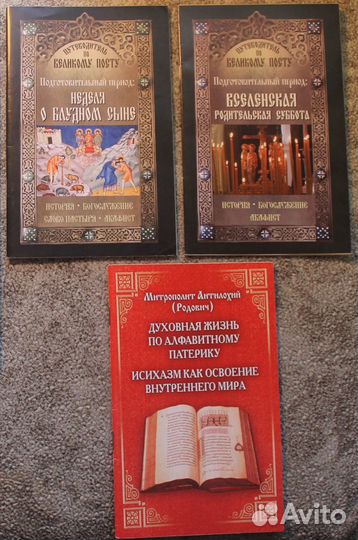 ПУТЕВОДИТЕЛЬ ПО
ВЕЛИКОМУ ПОСТУ
Подготовительный период:
НЕДЕЛЯ
О БЛУДНОМ СЫНЕ
ИСТОРИЯ • БОГОСЛУЖЕНИЕ
СЛОВО ПАСТЫРЯ • АКАФИСТ
ПУТЕВОДИТЕЛЬ ПО
ВЕЛИКОМУ ПОСТУ
Подготовительный период:
ВСЕЛЕНСКАЯ
РОДИТЕЛЬСКАЯ СУББОТА
ИСТОРИЯ • БОГОСЛУЖЕНИЕ
АКАФИСТ
Митрополит Антилохий
(Родович)
ДУХОВНАЯ ЖИЗНЬ
ПО АЛФАВИТНОМУ
ПАТЕРИКУ
ИСИХАЗМ КАК ОСВОЕНИЕ
ВНУТРЕННЕГО МИРА
Avito